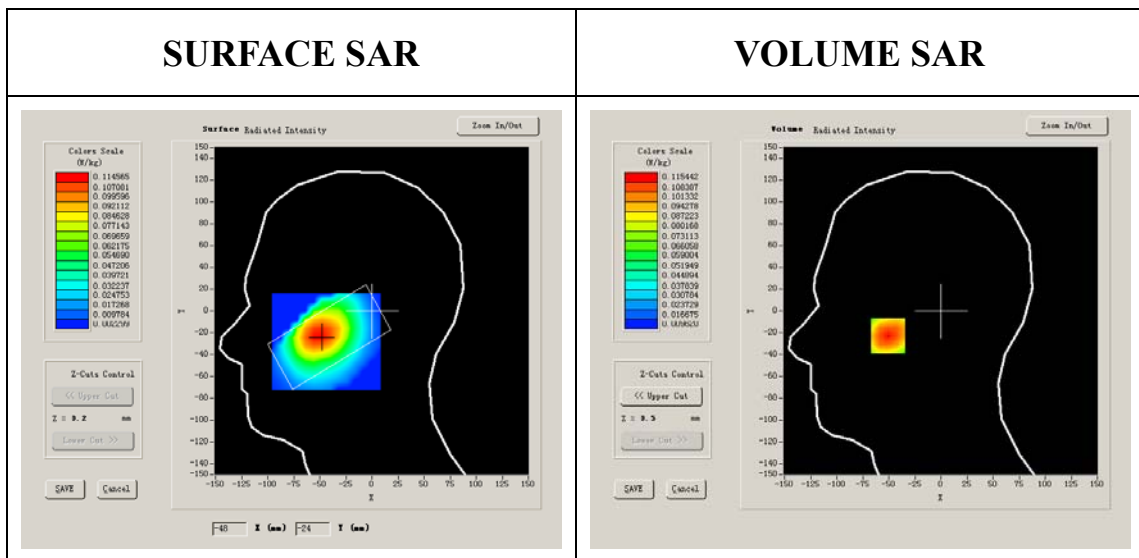 SURFACE SAR
Surface Radiated Intensity
Zoom In/Out
Colors Scale
(W/kg)
0.114565
0.107081
0.099596
0.092112
0.084628
0.077143
0.069659
0.062175
0.054690
0.047206
0.039721
0.032237
0.024753
0.017268
0.009784
150
140
120
100
80
60
40
20
0
-20
-40
-60
-80
-100
-120
-140
-150
Y
-150 -125 -100 -75 -50 -25 0 25 50 75 100 125 150
X
Z-Cuts Control
<< Upper Cut
Z = 3.2 mm
Lower Cut >>
SAVE Cancel
-48 X (mm) -24 Y (mm)
VOLUME SAR
Volume Radiated Intensity
Zoom In/Out
Colors Scale
(W/kg)
0.115442
0.108387
0.101332
0.094278
0.087223
0.080168
0.073113
0.066058
0.059004
0.051949
0.044894
0.037839
0.030784
0.023729
0.016675
150
140
120
100
80
60
40
20
0
-20
-40
-60
-80
-100
-120
-140
-150
Y
-150 -125 -100 -75 -50 -25 0 25 50 75 100 125 150
X
Z-Cuts Control
<< Upper Cut
Z = 3.5 mm
Lower Cut >>
SAVE Cancel